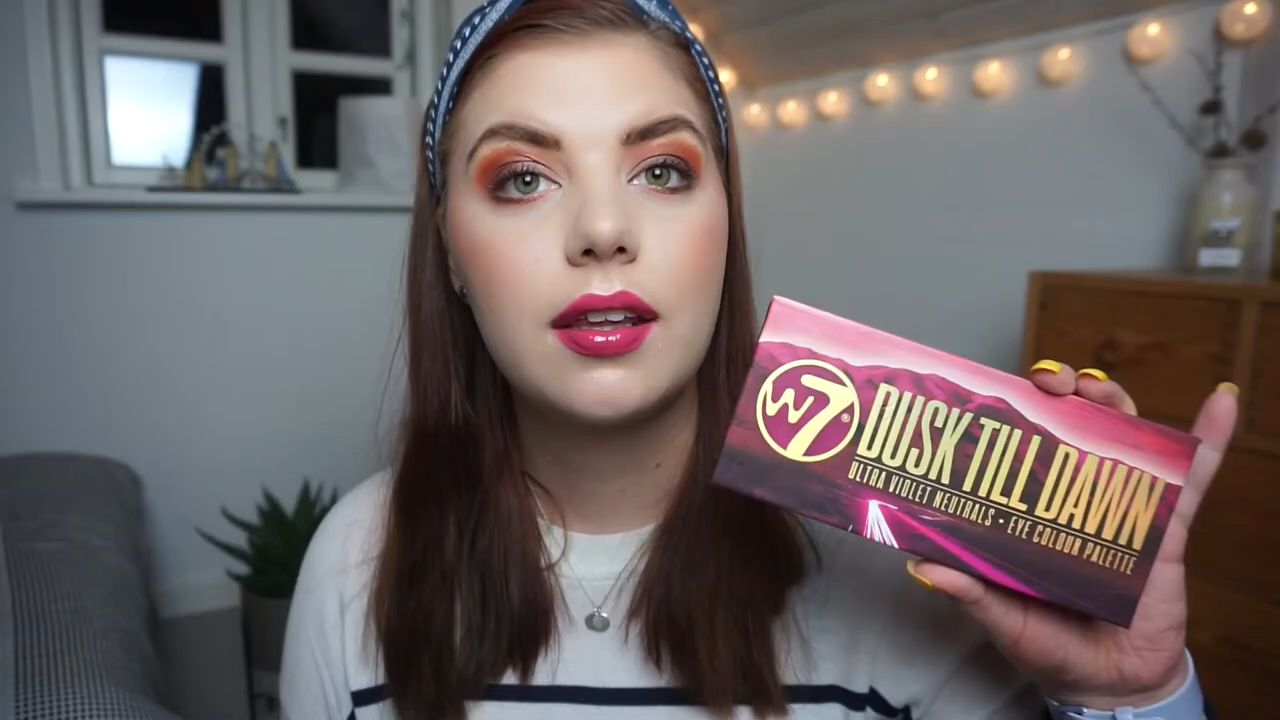 W7®
DUSK TILL DAWN
ULTRA VIOLET NEUTRALS • EYE COLOUR PALETTE